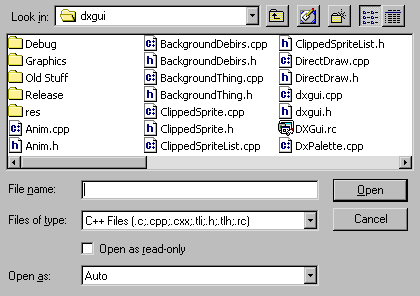 Look in: dxgui
Debug
Graphics
Old Stuff
Release
res
Anim.cpp
Anim.h
BackgroundDebirs.cpp
BackgroundDebirs.h
BackgroundThing.cpp
BackgroundThing.h
ClippedSprite.cpp
ClippedSprite.h
ClippedSpriteList.cpp
ClippedSpriteList.h
DirectDraw.cpp
DirectDraw.h
dxgui.cpp
dxgui.h
DXGui.rc
DxPalette.cpp
File name: Open
Files of type: C++ Files (.c;.cpp;.cxx;.tli;.h;.tlh;.rc) Cancel
Open as read-only
Open as: Auto